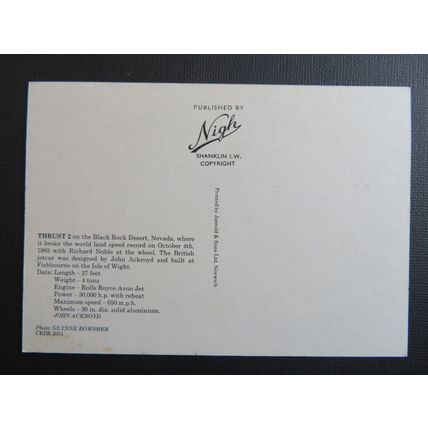 PUBLISHED BY
Nigh
SHANKLIN I.W.
COPYRIGHT
Printed by Jarrold & Sons Ltd, Norwich
THRUST 2 on the Black Rock Desert, Nevada, where
it broke the world land speed record on October 4th,
1983 with Richard Noble at the wheel. The British
jetcar was designed by John Ackroyd and built at
Fishbourne on the Isle of Wight.
Data: Length – 27 feet
Weight – 4 tons
Engine – Rolls Royce Avon Jet
Power – 30,000 h.p. with reheat
Maximum speed – 650 m.p.h.
Wheels – 30 in. dia. solid aluminium.
JOHN ACKROYD
Photo: GLYNNE BOWSHER